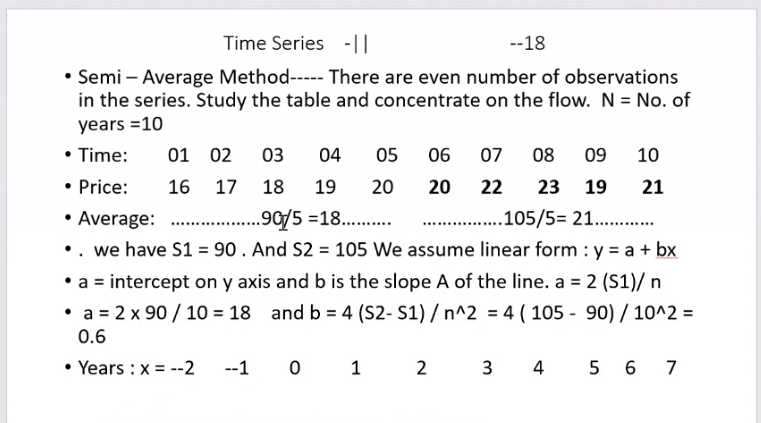 Time Series -|| --18
• Semi – Average Method----- There are even number of observations
in the series. Study the table and concentrate on the flow. N = No. of
years =10
• Time: 01 02 03 04 05 06 07 08 09 10
• Price: 16 17 18 19 20 20 22 23 19 21
• Average: ...................90/5 =18.......... ................105/5= 21............
• . we have S1 = 90 . And S2 = 105 We assume linear form : y = a + bx
• a = intercept on y axis and b is the slope A of the line. a = 2 (S1)/ n
• a = 2 x 90 / 10 = 18 and b = 4 (S2- S1) / n^2 = 4 ( 105 - 90) / 10^2 =
0.6
• Years : x = --2 --1 0 1 2 3 4 5 6 7